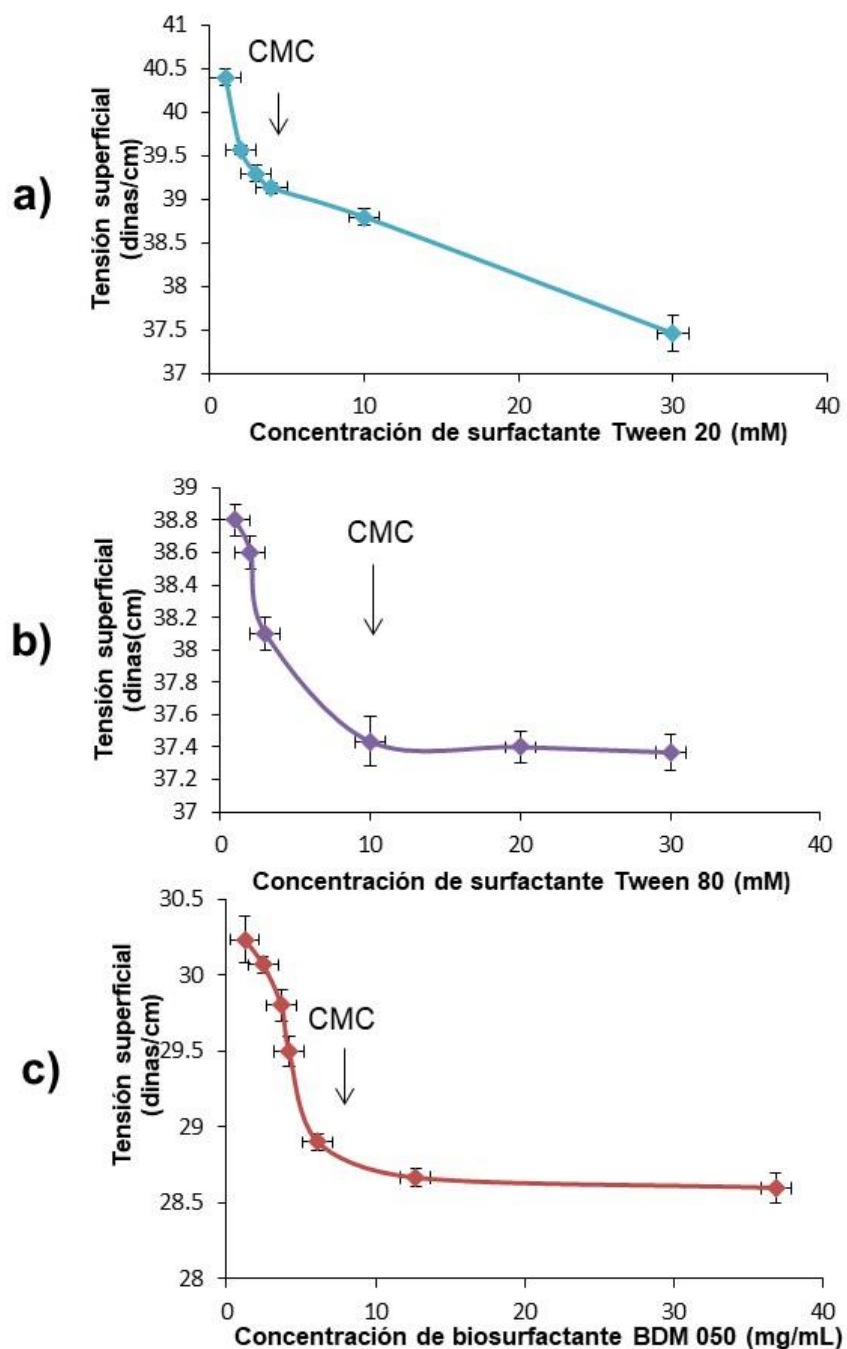 a)
Tensión superficial
(dinas/cm)
41
40.5
40
39.5
39
38.5
38
37.5
37
CMC
0 10 20 30 40
Concentración de surfactante Tween 20 (mM)
b)
Tensión superficial
(dinas(cm)
39
38.8
38.6
38.4
38.2
38
37.8
37.6
37.4
37.2
37
CMC
0 10 20 30 40
Concentración de surfactante Tween 80 (mM)
c)
Tensión superficial
(dinas/cm)
30.5
30
29.5
29
28.5
28
CMC
0 10 20 30 40
Concentración de biosurfactante BDM 050 (mg/mL)